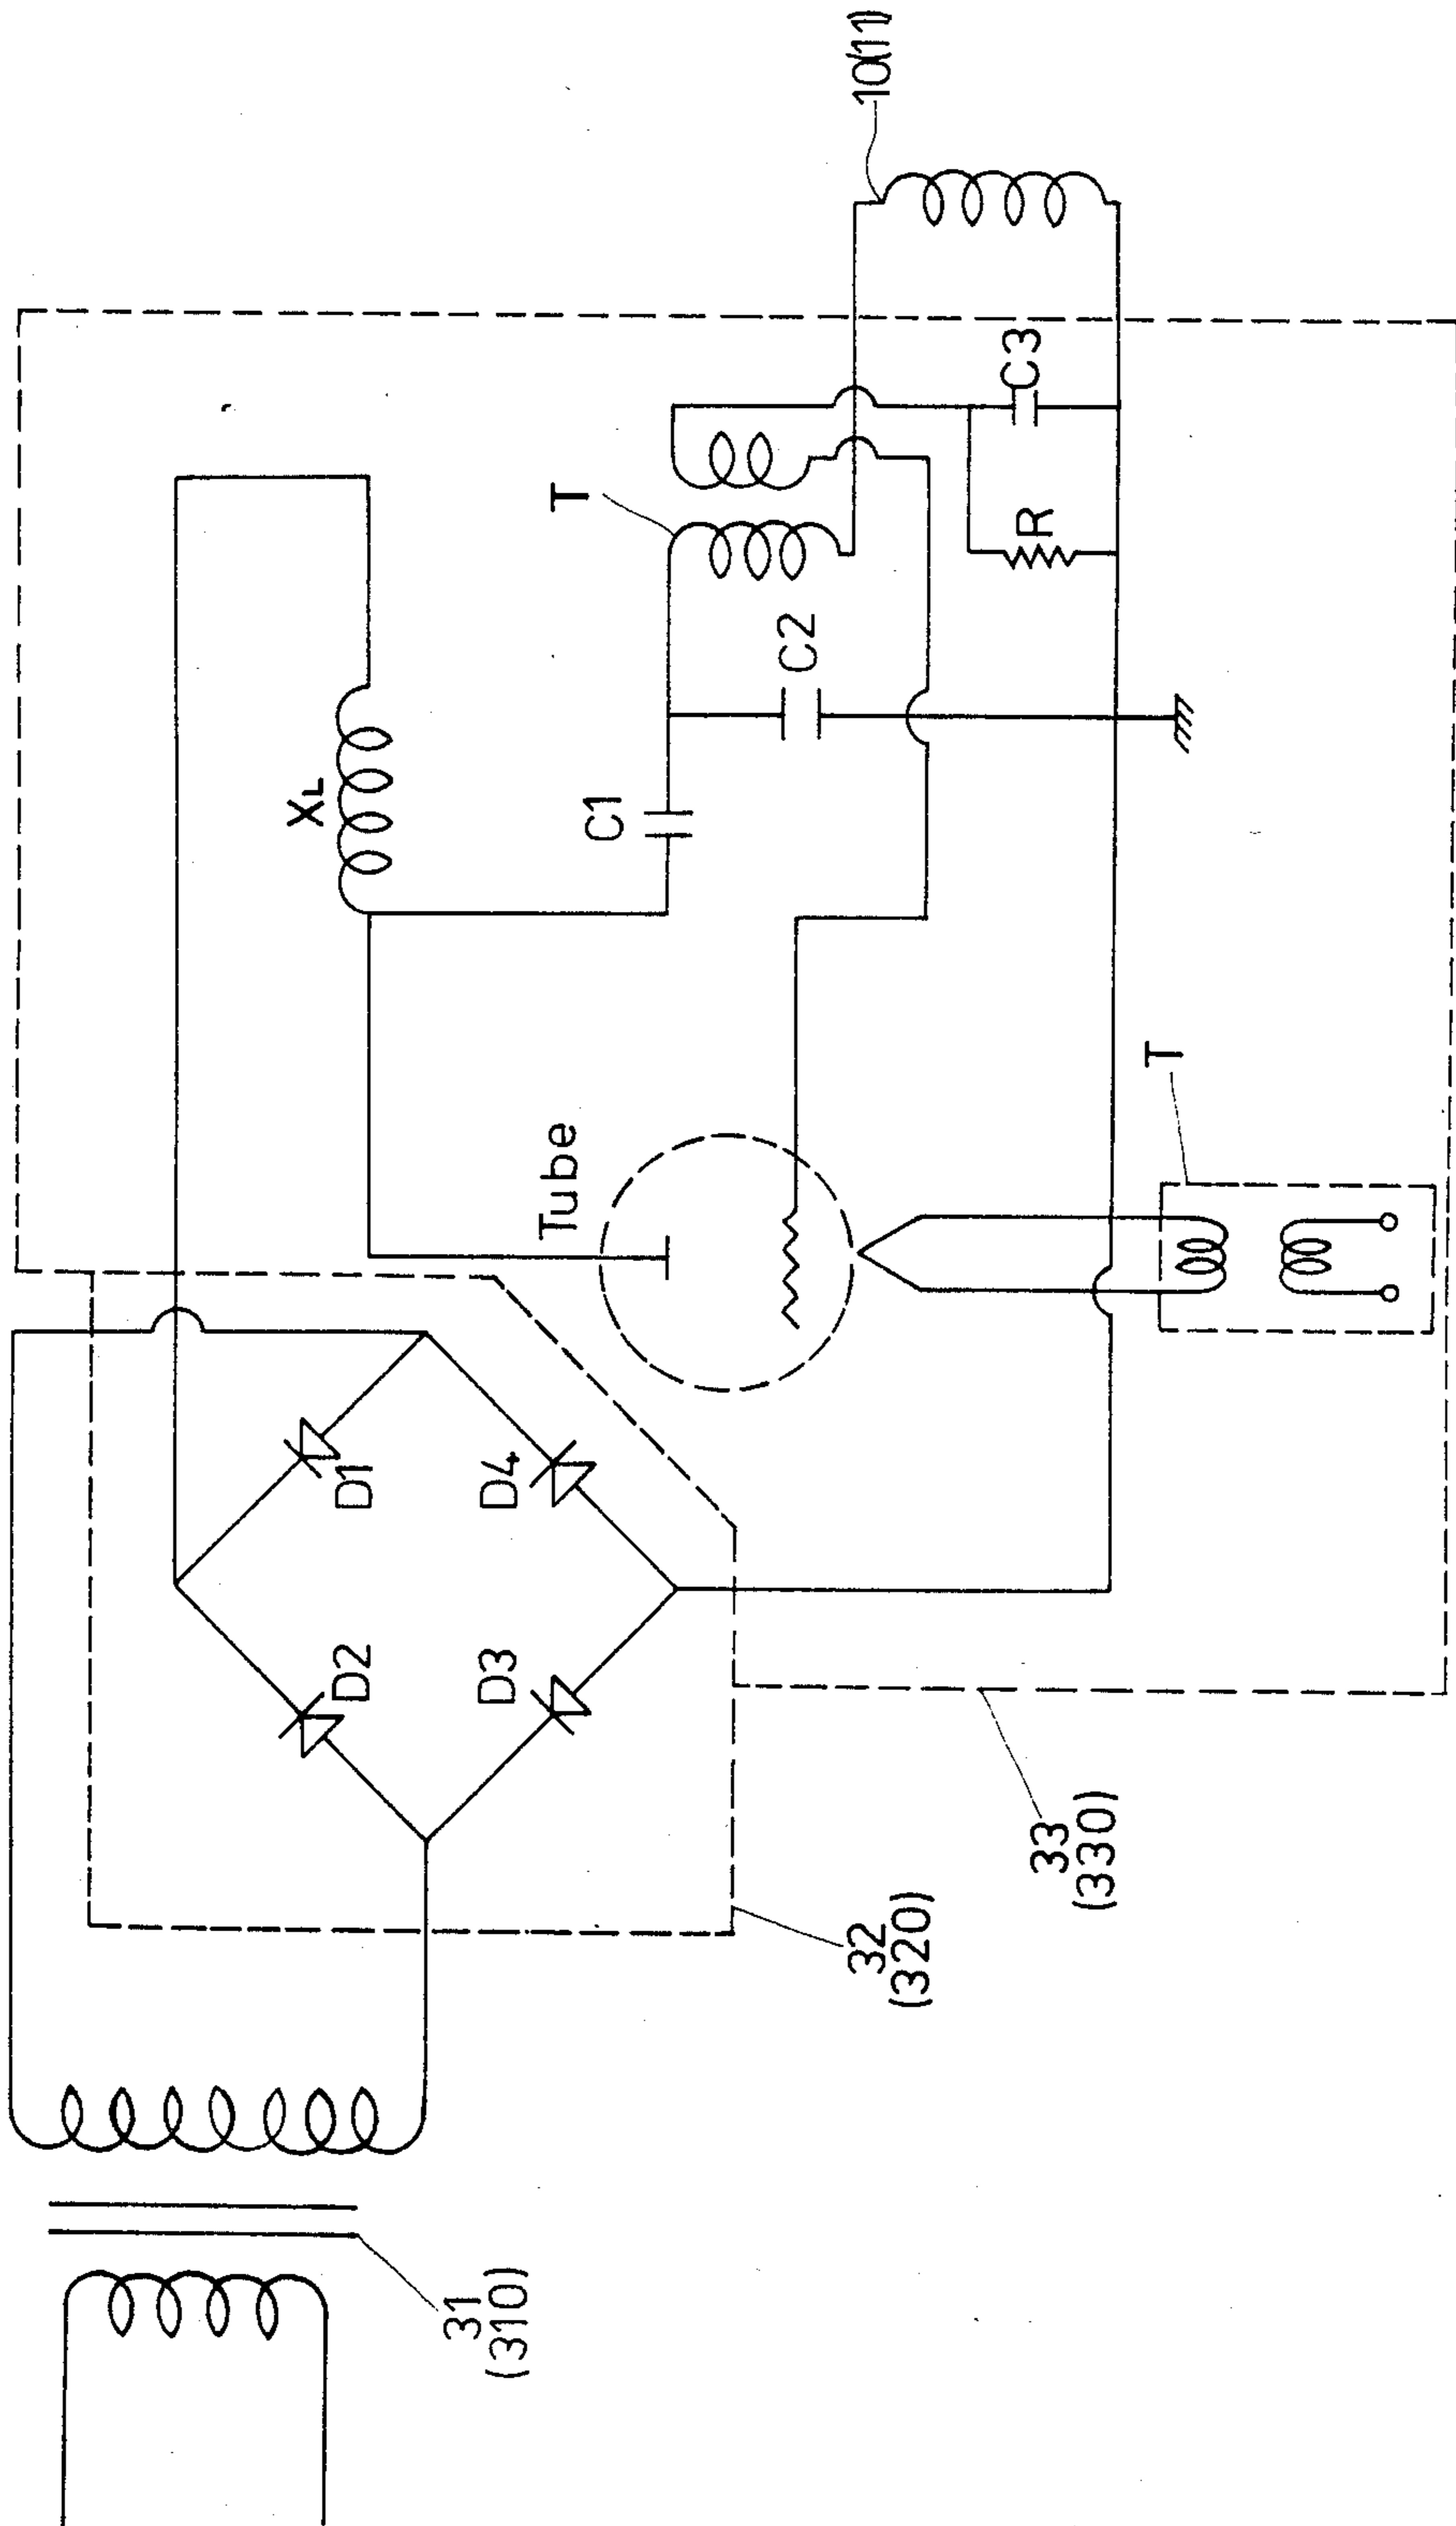 31
(310)
32
(320)
33
(330)
D1
D2
D3
D4
Tube
XL
C1
C2
T
R
C3
T
10(11)